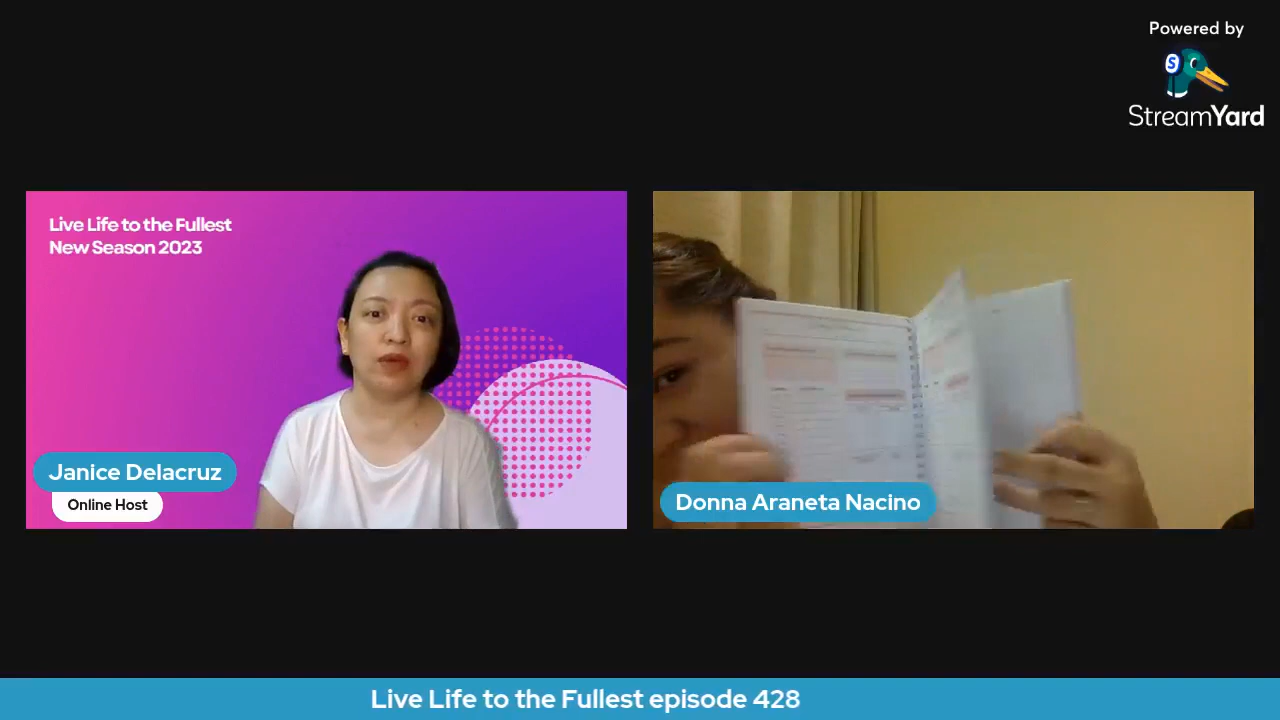 Powered by
S
StreamYard
Live Life to the Fullest
New Season 2023
Janice Delacruz
Online Host
Donna Araneta Nacino
Live Life to the Fullest episode 428